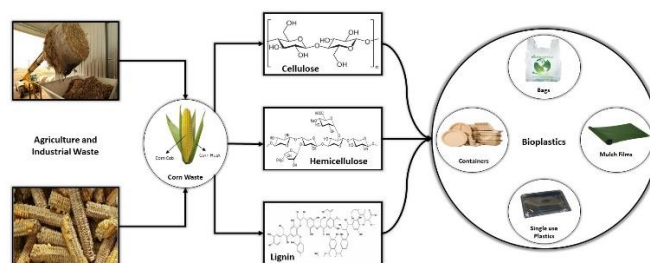 Agriculture and
Industrial Waste
Corn Cob
Corn Husk
Corn Waste
Cellulose
Hemicellulose
Lignin
Bags
Containers
Bioplastics
Mulch Films
Single use
Plastics